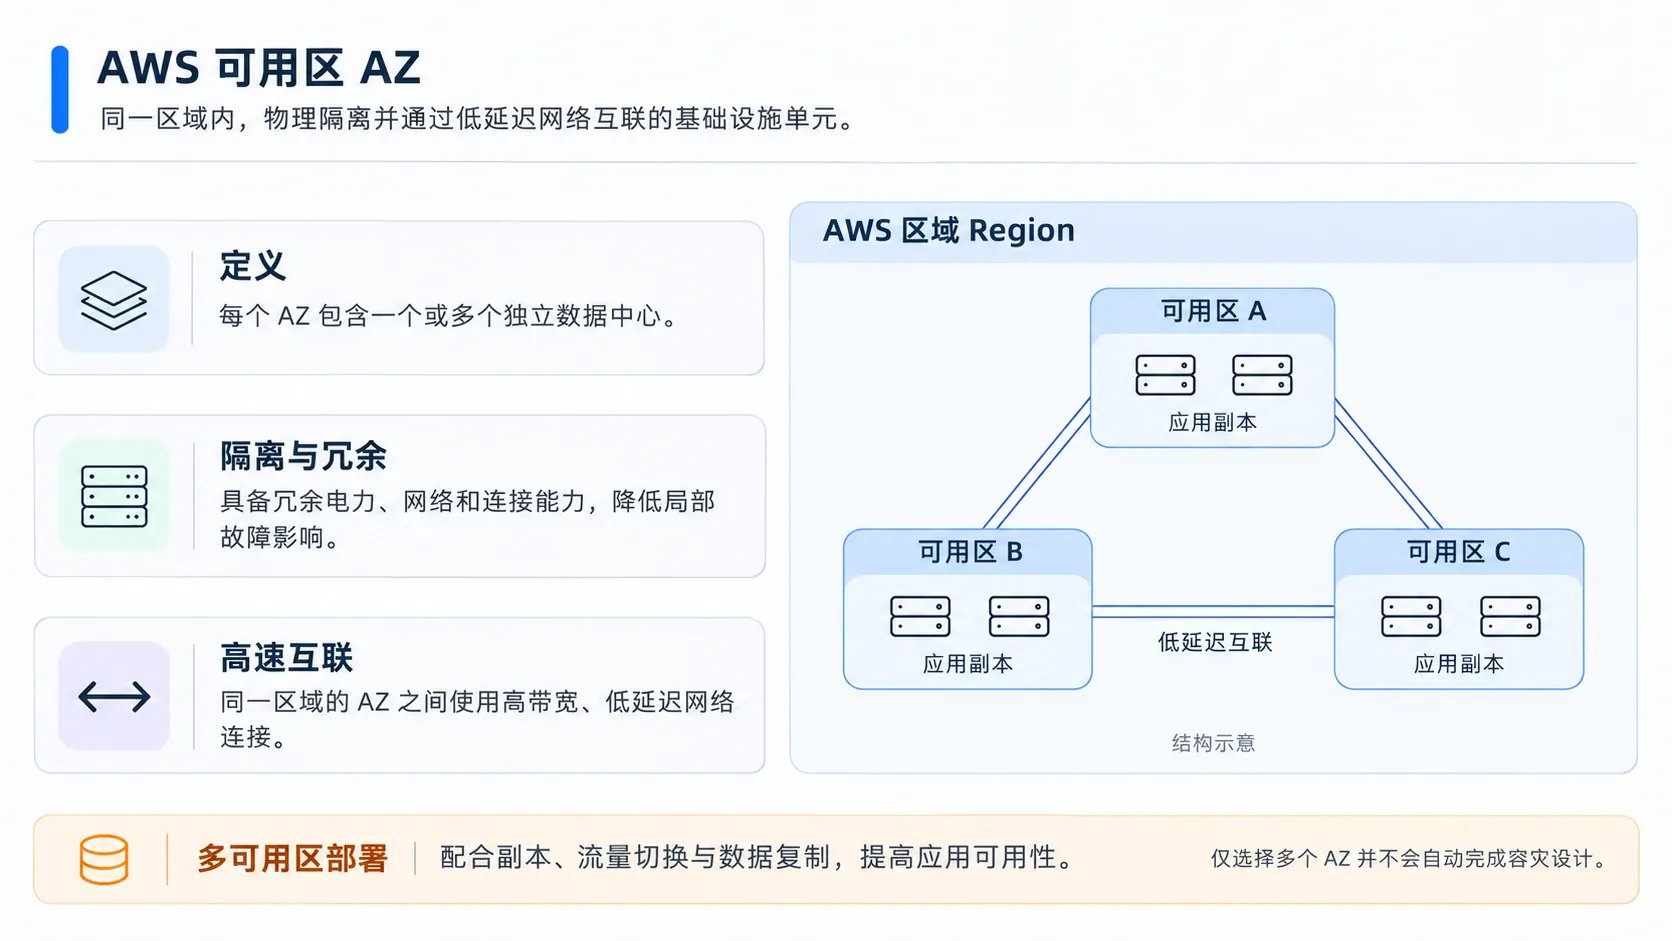 AWS 可用区 AZ
同一区域内，物理隔离并通过低延迟网络互联的基础设施单元。
定义
每个 AZ 包含一个或多个独立数据中心。
隔离与冗余
具备冗余电力、网络和连接能力，降低局部
故障影响。
高速互联
同一区域的 AZ 之间使用高带宽、低延迟网络
连接。
AWS 区域 Region
可用区 A
应用副本
可用区 B
应用副本
可用区 C
应用副本
低延迟互联
结构示意
多可用区部署
配合副本、流量切换与数据复制，提高应用可用性。
仅选择多个 AZ 并不会自动完成容灾设计。